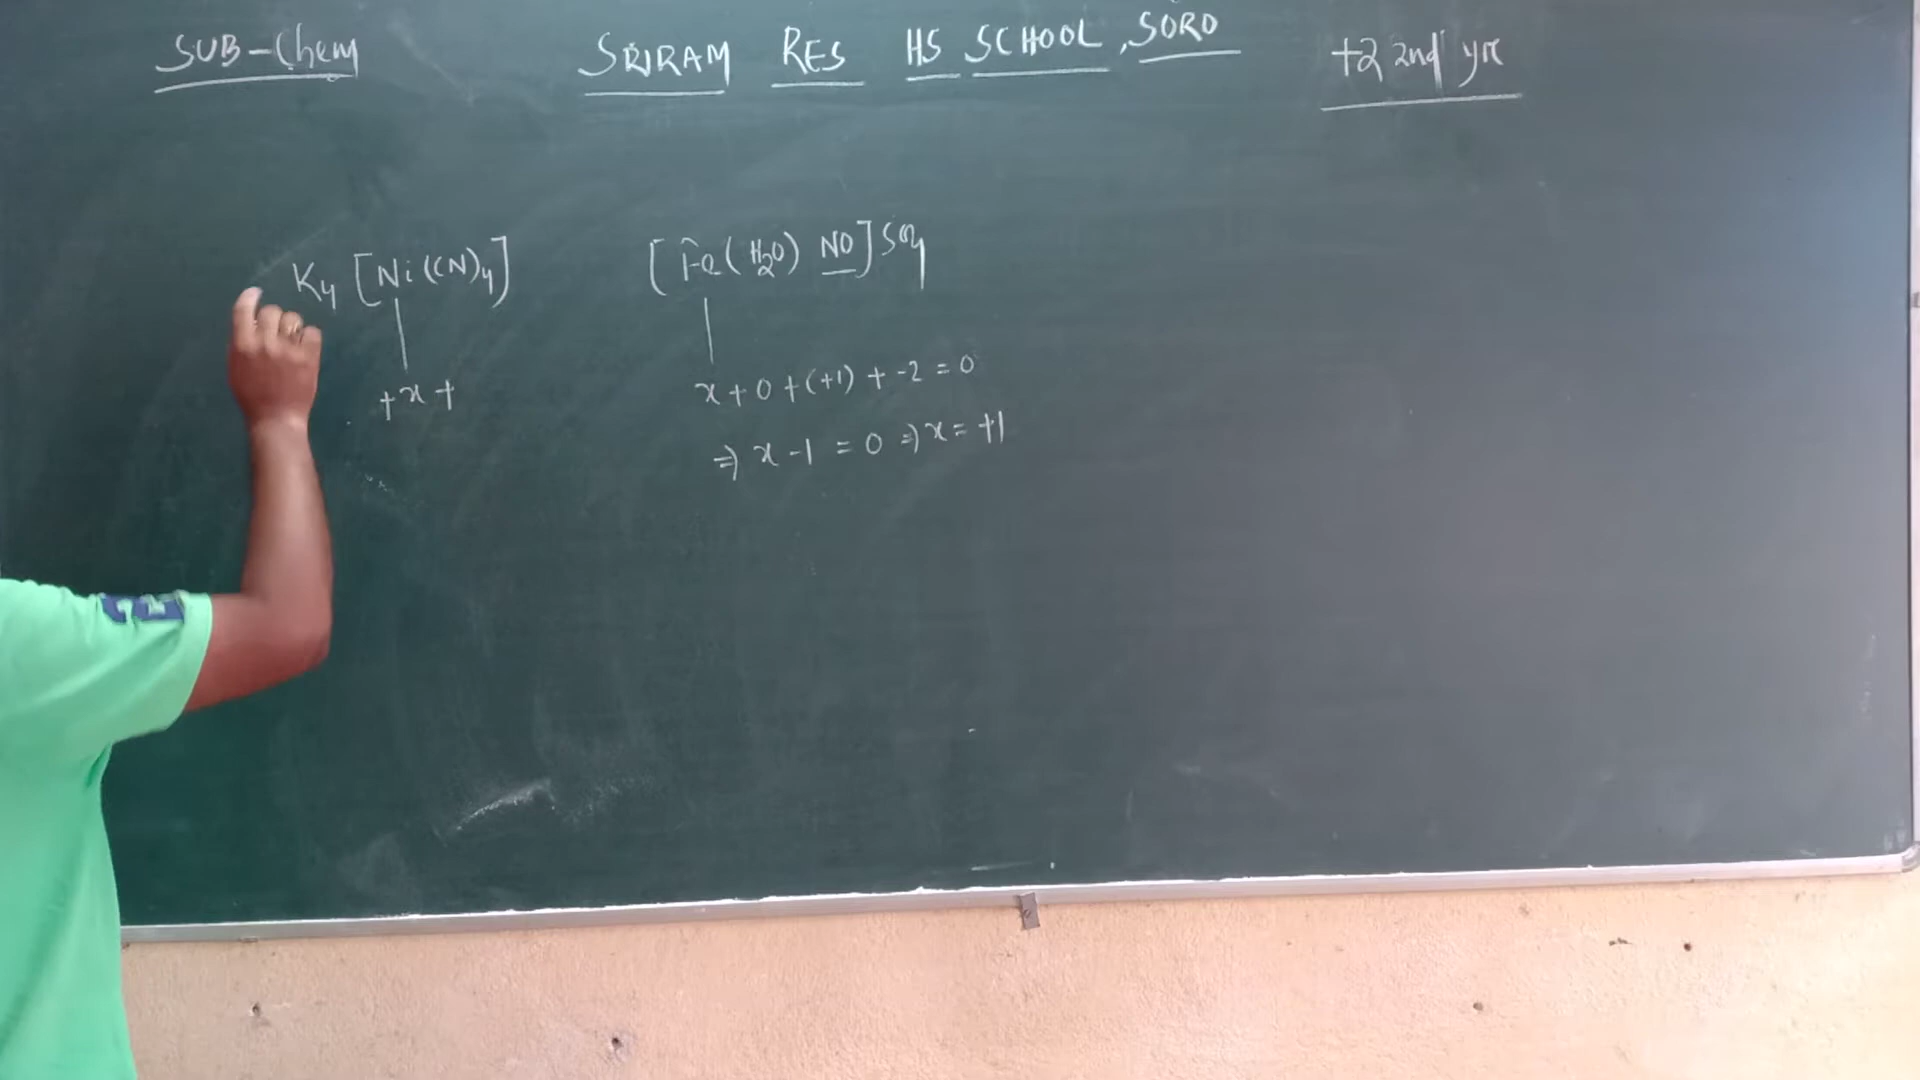 SUB-Chem SRIRAM RES HS SCHOOL, SORO +2 2nd yr
K₄[Ni(CN)₄] [Fe(H₂O) NO]SO₄
+x+ x+0+(+1)+-2=0
⇒ x-1=0 ⇒ x=+1